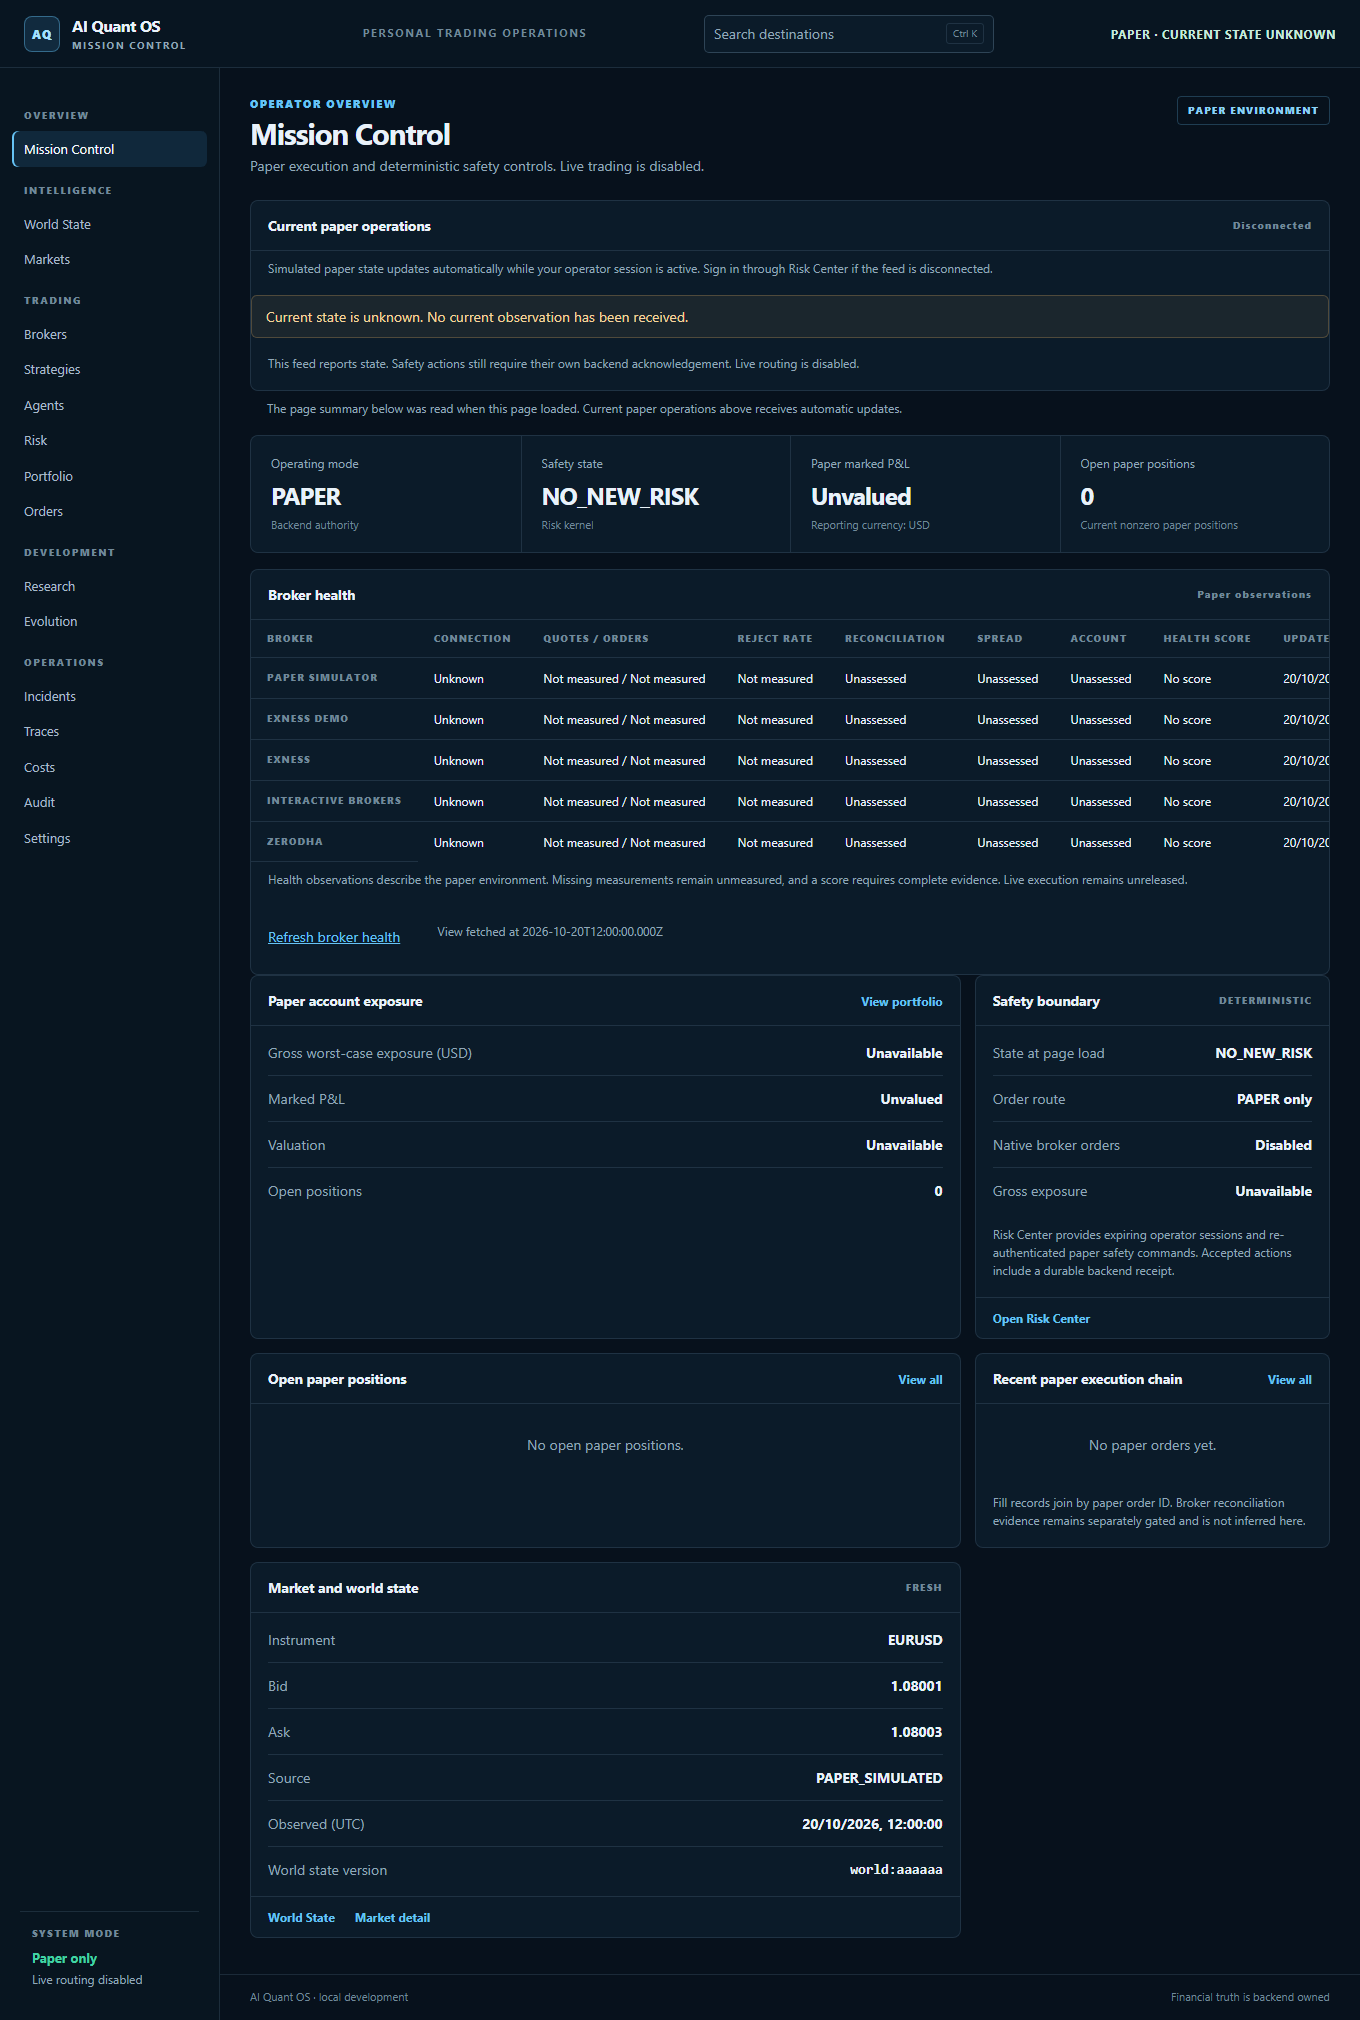 AQ
AI Quant OS
MISSION CONTROL
PERSONAL TRADING OPERATIONS
Search destinations
Ctrl K
PAPER · CURRENT STATE UNKNOWN
OVERVIEW
Mission Control
INTELLIGENCE
World State
Markets
TRADING
Brokers
Strategies
Agents
Risk
Portfolio
Orders
DEVELOPMENT
Research
Evolution
OPERATIONS
Incidents
Traces
Costs
Audit
Settings
SYSTEM MODE
Paper only
Live routing disabled
OPERATOR OVERVIEW
Mission Control
Paper execution and deterministic safety controls. Live trading is disabled.
PAPER ENVIRONMENT
Current paper operations
Disconnected
Simulated paper state updates automatically while your operator session is active. Sign in through Risk Center if the feed is disconnected.
Current state is unknown. No current observation has been received.
This feed reports state. Safety actions still require their own backend acknowledgement. Live routing is disabled.
The page summary below was read when this page loaded. Current paper operations above receives automatic updates.
Operating mode
PAPER
Backend authority
Safety state
NO_NEW_RISK
Risk kernel
Paper marked P&L
Unvalued
Reporting currency: USD
Open paper positions
0
Current nonzero paper positions
Broker health
Paper observations
BROKER CONNECTION QUOTES / ORDERS REJECT RATE RECONCILIATION SPREAD ACCOUNT HEALTH SCORE UPDATE
PAPER SIMULATOR Unknown Not measured / Not measured Not measured Unassessed Unassessed Unassessed No score 20/10/20
EXNESS DEMO Unknown Not measured / Not measured Not measured Unassessed Unassessed Unassessed No score 20/10/20
EXNESS Unknown Not measured / Not measured Not measured Unassessed Unassessed Unassessed No score 20/10/20
INTERACTIVE BROKERS Unknown Not measured / Not measured Not measured Unassessed Unassessed Unassessed No score 20/10/20
ZERODHA Unknown Not measured / Not measured Not measured Unassessed Unassessed Unassessed No score 20/10/20
Health observations describe the paper environment. Missing measurements remain unmeasured, and a score requires complete evidence. Live execution remains unreleased.
Refresh broker health
View fetched at 2026-10-20T12:00:00.000Z
Paper account exposure
View portfolio
Gross worst-case exposure (USD) Unavailable
Marked P&L Unvalued
Valuation Unavailable
Open positions 0
Safety boundary
DETERMINISTIC
State at page load NO_NEW_RISK
Order route PAPER only
Native broker orders Disabled
Gross exposure Unavailable
Risk Center provides expiring operator sessions and re-
authenticated paper safety commands. Accepted actions
include a durable backend receipt.
Open Risk Center
Open paper positions
View all
No open paper positions.
Recent paper execution chain
View all
No paper orders yet.
Fill records join by paper order ID. Broker reconciliation
evidence remains separately gated and is not inferred here.
Market and world state
FRESH
Instrument EURUSD
Bid 1.08001
Ask 1.08003
Source PAPER_SIMULATED
Observed (UTC) 20/10/2026, 12:00:00
World state version world:aaaaaa
World State
Market detail
AI Quant OS · local development
Financial truth is backend owned